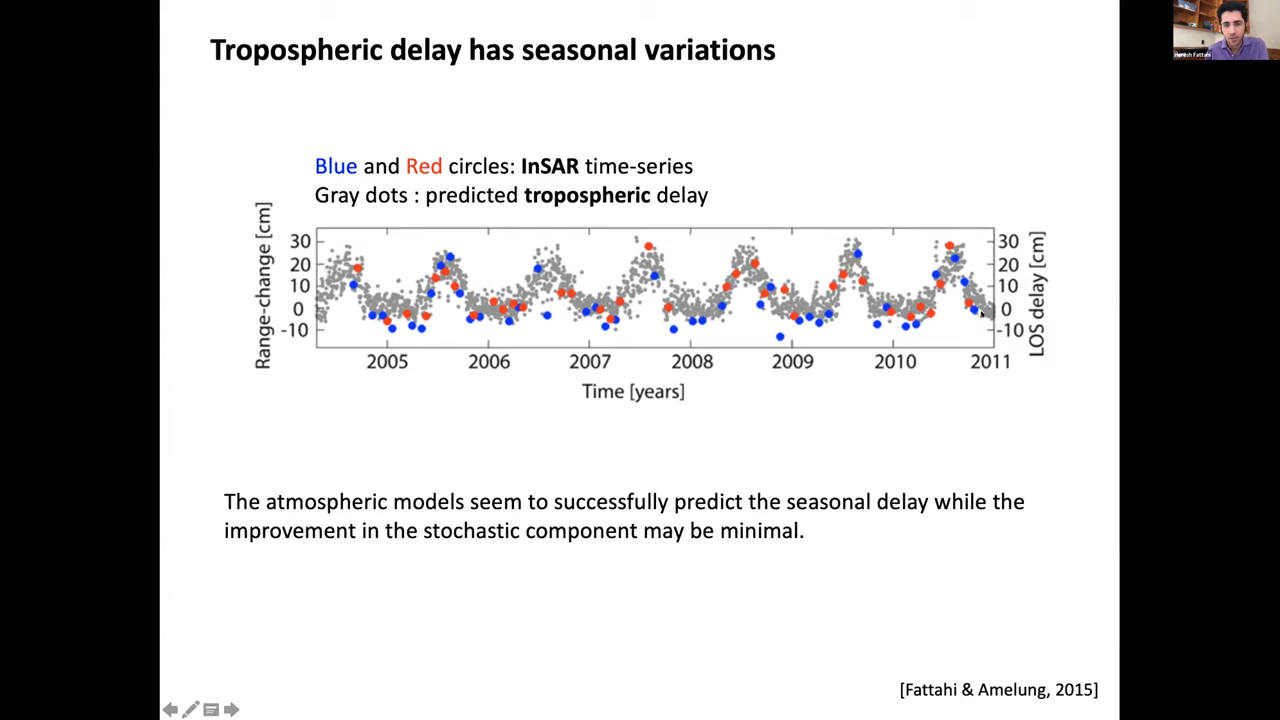 Tropospheric delay has seasonal variations
Heresh Fattahi
Blue and Red circles: InSAR time-series
Gray dots : predicted tropospheric delay
Range-change [cm]
30
20
10
0
-10
30
20
10
0
-10
LOS delay [cm]
2005 2006 2007 2008 2009 2010 2011
Time [years]
The atmospheric models seem to successfully predict the seasonal delay while the
improvement in the stochastic component may be minimal.
[Fattahi & Amelung, 2015]